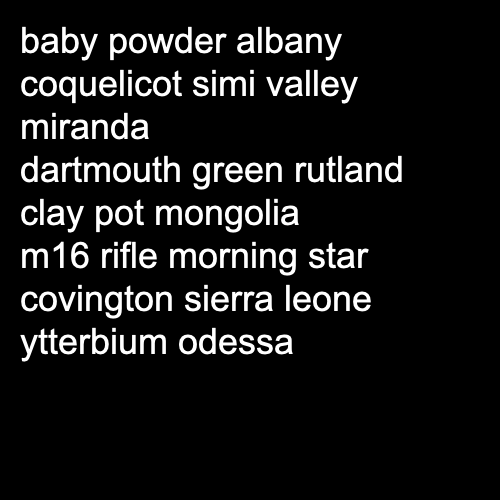 baby powder albany
coquelicot simi valley
miranda
dartmouth green rutland
clay pot mongolia
m16 rifle morning star
covington sierra leone
ytterbium odessa